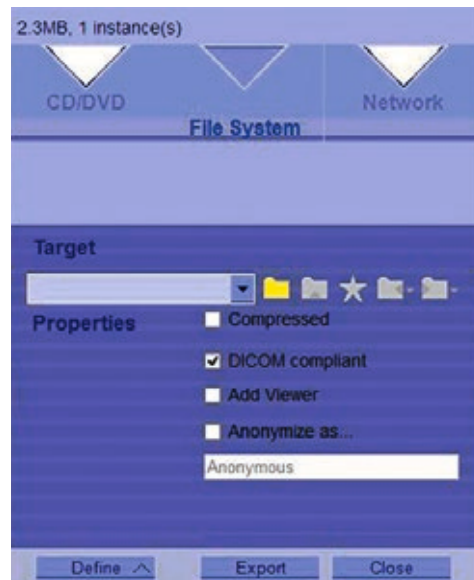 2.3MB, 1 instance(s)
CD/DVD
File System
Network
Target
Properties
Compressed
DICOM compliant
Add Viewer
Anonymize as...
Anonymous
Define
Export
Close